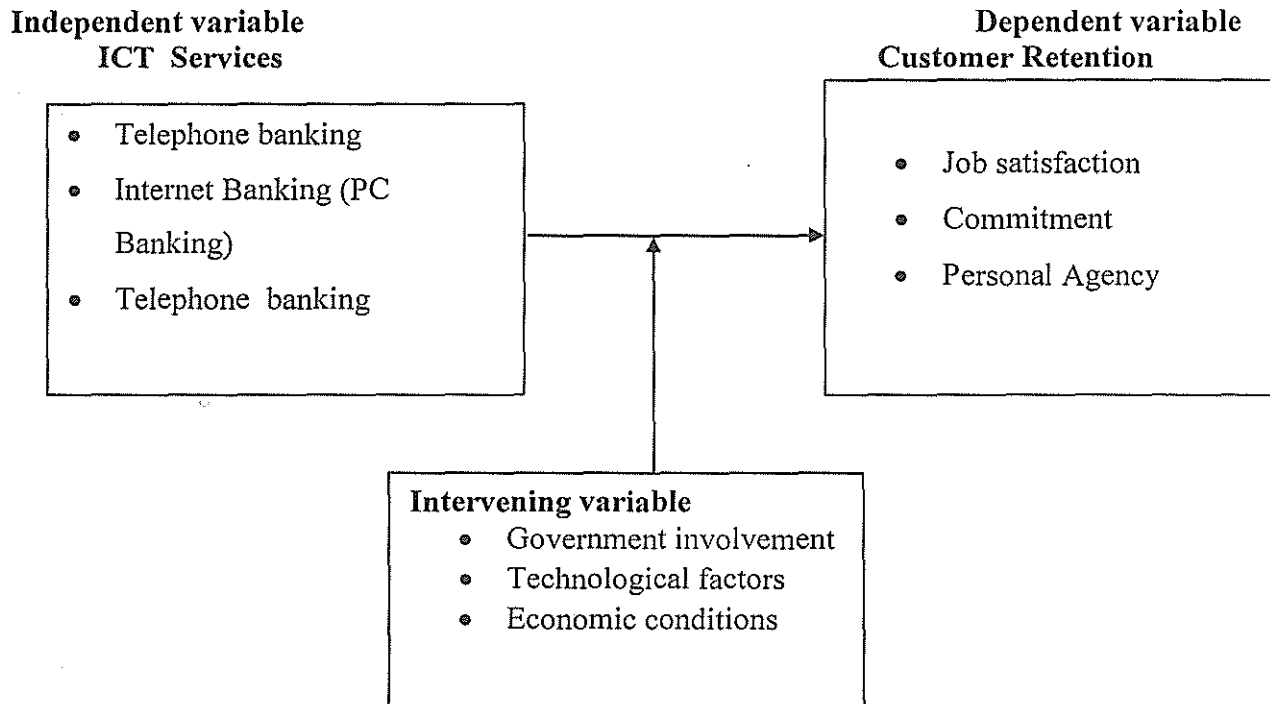 Independent variable
ICT Services
Dependent variable
Customer Retention
• Telephone banking
• Internet Banking (PC
Banking)
• Telephone banking
• Job satisfaction
• Commitment
• Personal Agency
Intervening variable
• Government involvement
• Technological factors
• Economic conditions